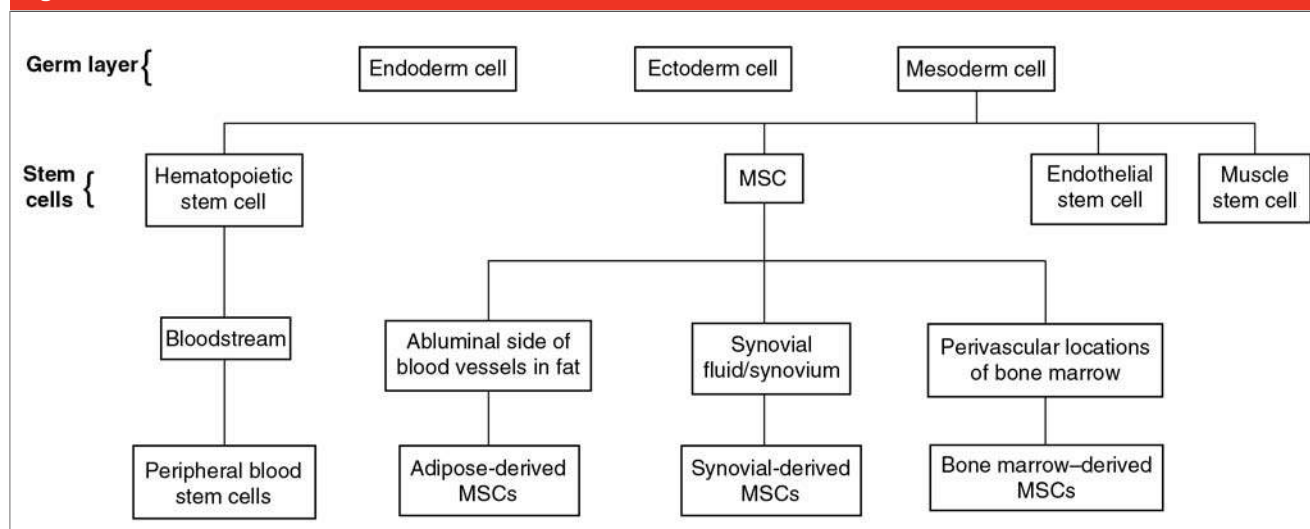 Germ layer {
Endoderm cell
Ectoderm cell
Mesoderm cell
Stem
cells {
Hematopoietic
stem cell
MSC
Endothelial
stem cell
Muscle
stem cell
Bloodstream
Abluminal side of
blood vessels in fat
Synovial
fluid/synovium
Perivascular locations
of bone marrow
Peripheral blood
stem cells
Adipose-derived
MSCs
Synovial-derived
MSCs
Bone marrow–derived
MSCs